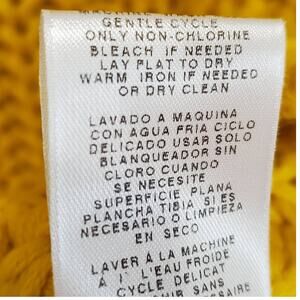 GENTLE CYCLE
ONLY NON-CHLORINE
BLEACH IF NEEDED
LAY FLAT TO DRY
WARM IRON IF NEEDED
OR DRY CLEAN
LAVADO A MAQUINA
CON AGUA FRIA CICLO
DELICADO USAR SOLO
BLANQUEADOR SIN
CLORO CUANDO
SE NECESITE
SUPERFICIE PLANA
PLANCHA TIBIA SI ES
NECESARIO O LIMPIEZA
EN SECO
LAVER À LA MACHINE
À L' L'EAU FROIDE
CYCLE DELICAT